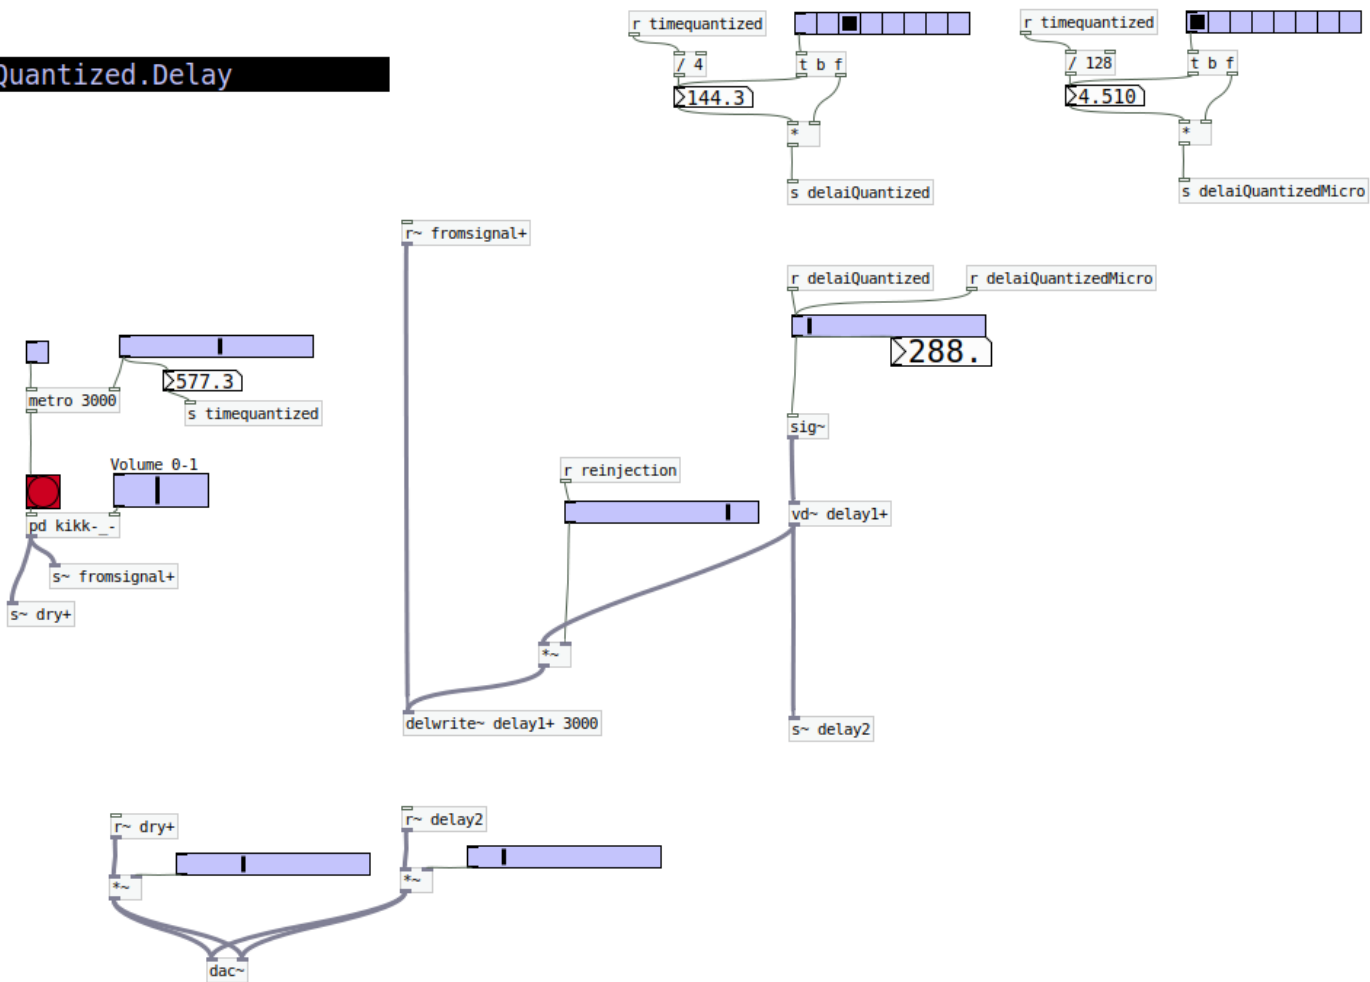 Quantized.Delay
r timequantized
/ 4
t b f
144.3
*
s delaiQuantized
r timequantized
/ 128
t b f
4.510
*
s delaiQuantizedMicro
r~ fromsignal+
r delaiQuantized
r delaiQuantizedMicro
288.
577.3
metro 3000
s timequantized
sig~
Volume 0-1
r reinjection
vd~ delay1+
pd kikk-_-
s~ fromsignal+
s~ dry+
*~
delwrite~ delay1+ 3000
s~ delay2
r~ dry+
r~ delay2
*~
*~
dac~